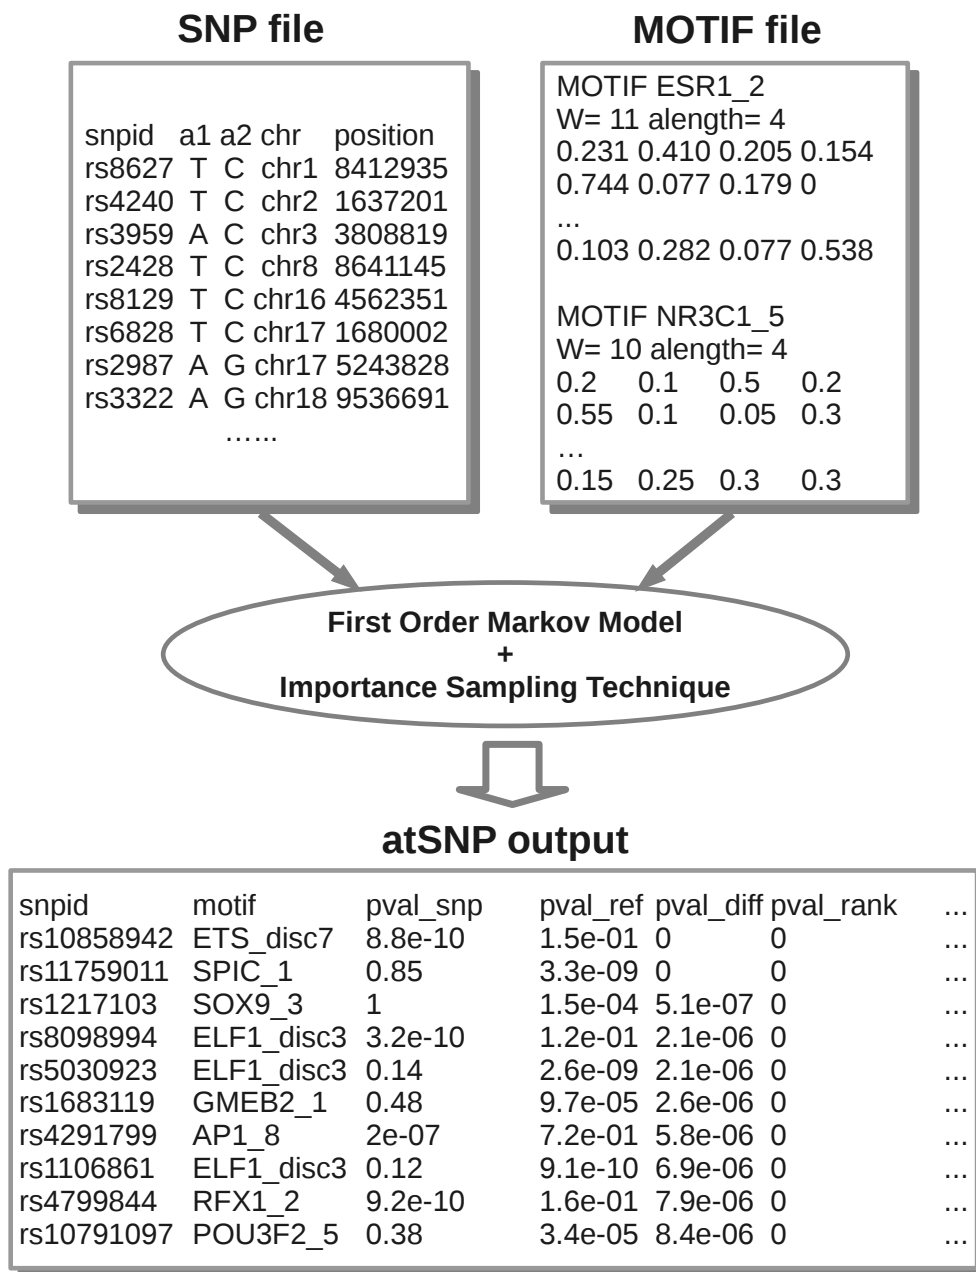 SNP file
snpid a1 a2 chr position
rs8627 T C chr1 8412935
rs4240 T C chr2 1637201
rs3959 A C chr3 3808819
rs2428 T C chr8 8641145
rs8129 T C chr16 4562351
rs6828 T C chr17 1680002
rs2987 A G chr17 5243828
rs3322 A G chr18 9536691
…...
MOTIF file
MOTIF ESR1_2
W= 11 alength= 4
0.231 0.410 0.205 0.154
0.744 0.077 0.179 0
...
0.103 0.282 0.077 0.538
MOTIF NR3C1_5
W= 10 alength= 4
0.2 0.1 0.5 0.2
0.55 0.1 0.05 0.3
…
0.15 0.25 0.3 0.3
First Order Markov Model
+
Importance Sampling Technique
atSNP output
snpid motif pval_snp pval_ref pval_diff pval_rank ...
rs10858942 ETS_disc7 8.8e-10 1.5e-01 0 0 ...
rs11759011 SPIC_1 0.85 3.3e-09 0 0 ...
rs1217103 SOX9_3 1 1.5e-04 5.1e-07 0 ...
rs8098994 ELF1_disc3 3.2e-10 1.2e-01 2.1e-06 0 ...
rs5030923 ELF1_disc3 0.14 2.6e-09 2.1e-06 0 ...
rs1683119 GMEB2_1 0.48 9.7e-05 2.6e-06 0 ...
rs4291799 AP1_8 2e-07 7.2e-01 5.8e-06 0 ...
rs1106861 ELF1_disc3 0.12 9.1e-10 6.9e-06 0 ...
rs4799844 RFX1_2 9.2e-10 1.6e-01 7.9e-06 0 ...
rs10791097 POU3F2_5 0.38 3.4e-05 8.4e-06 0 ...